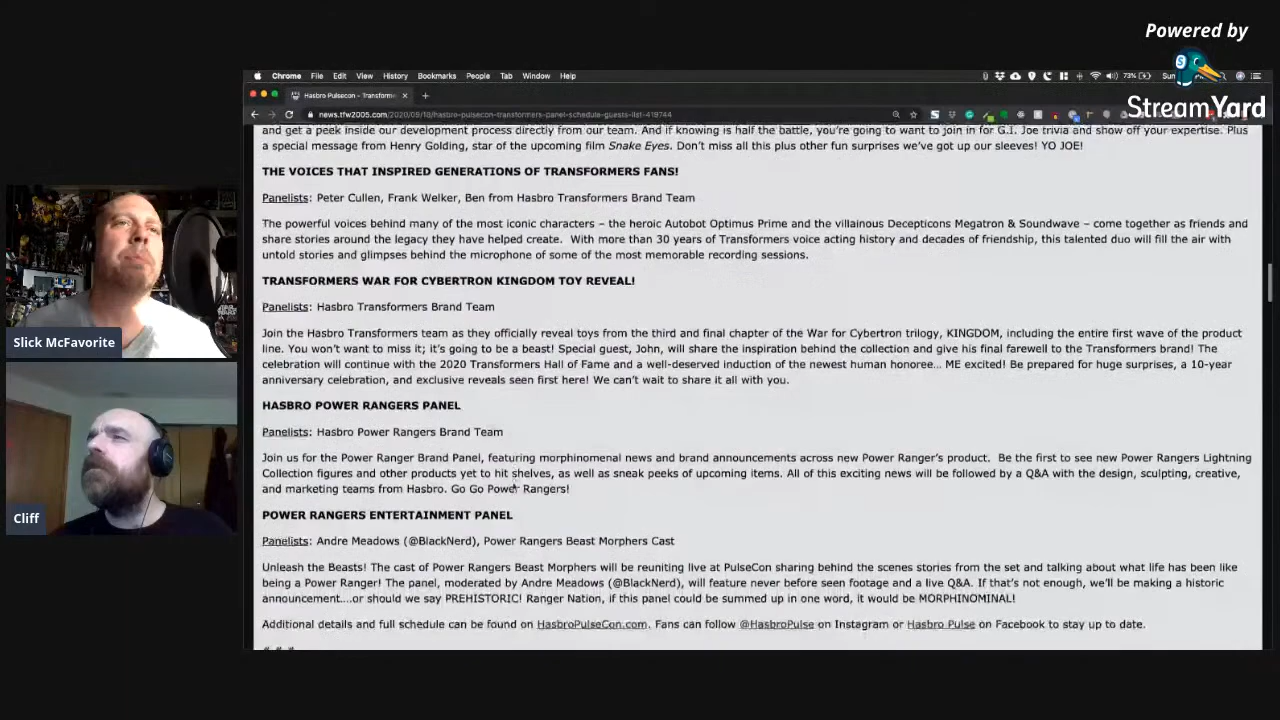 Powered by
StreamYard
Chrome File Edit View History Bookmarks People Tab Window Help
73%
Hasbro Pulsecon - Transform
news.tfw2005.com/2020/09/18/hasbro-pulsecon-transformers-panel-schedule-guests-list-419744
and get a peek inside our development process directly from our team. And if knowing is half the battle, you're going to want to join in for G.I. Joe trivia and show off your expertise. Plus
a special message from Henry Golding, star of the upcoming film Snake Eyes. Don't miss all this plus other fun surprises we've got up our sleeves! YO JOE!
THE VOICES THAT INSPIRED GENERATIONS OF TRANSFORMERS FANS!
Panelists: Peter Cullen, Frank Welker, Ben from Hasbro Transformers Brand Team
The powerful voices behind many of the most iconic characters – the heroic Autobot Optimus Prime and the villainous Decepticons Megatron & Soundwave – come together as friends and
share stories around the legacy they have helped create. With more than 30 years of Transformers voice acting history and decades of friendship, this talented duo will fill the air with
untold stories and glimpses behind the microphone of some of the most memorable recording sessions.
TRANSFORMERS WAR FOR CYBERTRON KINGDOM TOY REVEAL!
Panelists: Hasbro Transformers Brand Team
Join the Hasbro Transformers team as they officially reveal toys from the third and final chapter of the War for Cybertron trilogy, KINGDOM, including the entire first wave of the product
line. You won't want to miss it; it's going to be a beast! Special guest, John, will share the inspiration behind the collection and give his final farewell to the Transformers brand! The
celebration will continue with the 2020 Transformers Hall of Fame and a well-deserved induction of the newest human honoree... ME excited! Be prepared for huge surprises, a 10-year
anniversary celebration, and exclusive reveals seen first here! We can't wait to share it all with you.
HASBRO POWER RANGERS PANEL
Panelists: Hasbro Power Rangers Brand Team
Join us for the Power Ranger Brand Panel, featuring morphinomenal news and brand announcements across new Power Ranger's product. Be the first to see new Power Rangers Lightning
Collection figures and other products yet to hit shelves, as well as sneak peeks of upcoming items. All of this exciting news will be followed by a Q&A with the design, sculpting, creative,
and marketing teams from Hasbro. Go Go Power Rangers!
POWER RANGERS ENTERTAINMENT PANEL
Panelists: Andre Meadows (@BlackNerd), Power Rangers Beast Morphers Cast
Unleash the Beasts! The cast of Power Rangers Beast Morphers will be reuniting live at PulseCon sharing behind the scenes stories from the set and talking about what life has been like
being a Power Ranger! The panel, moderated by Andre Meadows (@BlackNerd), will feature never before seen footage and a live Q&A. If that's not enough, we'll be making a historic
announcement....or should we say PREHISTORIC! Ranger Nation, if this panel could be summed up in one word, it would be MORPHINOMINAL!
Additional details and full schedule can be found on HasbroPulseCon.com. Fans can follow @HasbroPulse on Instagram or Hasbro Pulse on Facebook to stay up to date.
Slick McFavorite
Cliff